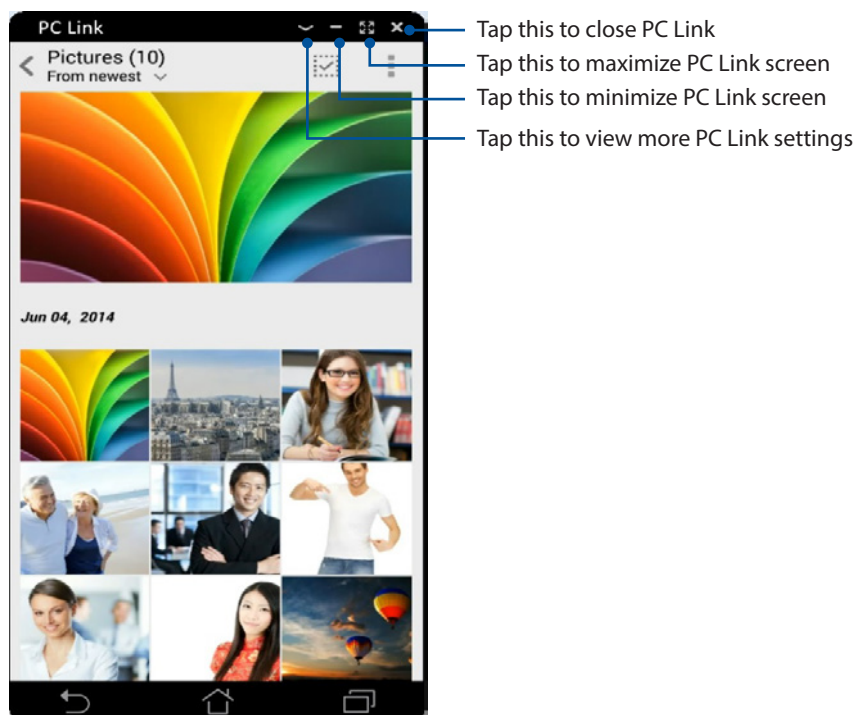 PC Link
Pictures (10)
From newest
Jun 04, 2014
Tap this to close PC Link
Tap this to maximize PC Link screen
Tap this to minimize PC Link screen
Tap this to view more PC Link settings